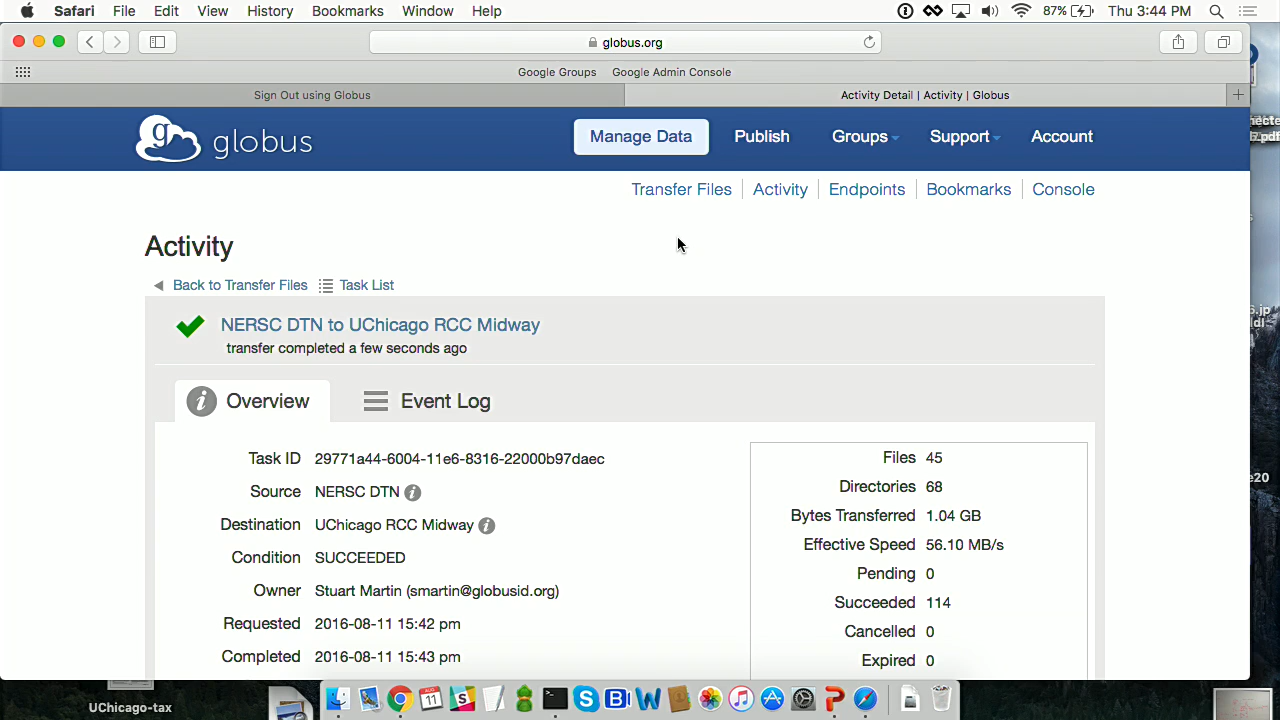 Safari File Edit View History Bookmarks Window Help 87% Thu 3:44 PM
globus.org
Google Groups Google Admin Console
Sign Out using Globus Activity Detail | Activity | Globus
globus Manage Data Publish Groups Support Account
Transfer Files Activity Endpoints Bookmarks Console
Activity
Back to Transfer Files Task List
NERSC DTN to UChicago RCC Midway
transfer completed a few seconds ago
Overview Event Log
Task ID 29771a44-6004-11e6-8316-22000b97daec
Source NERSC DTN
Destination UChicago RCC Midway
Condition SUCCEEDED
Owner Stuart Martin (smartin@globusid.org)
Requested 2016-08-11 15:42 pm
Completed 2016-08-11 15:43 pm
Files 45
Directories 68
Bytes Transferred 1.04 GB
Effective Speed 56.10 MB/s
Pending 0
Succeeded 114
Cancelled 0
Expired 0
UChicago-tax